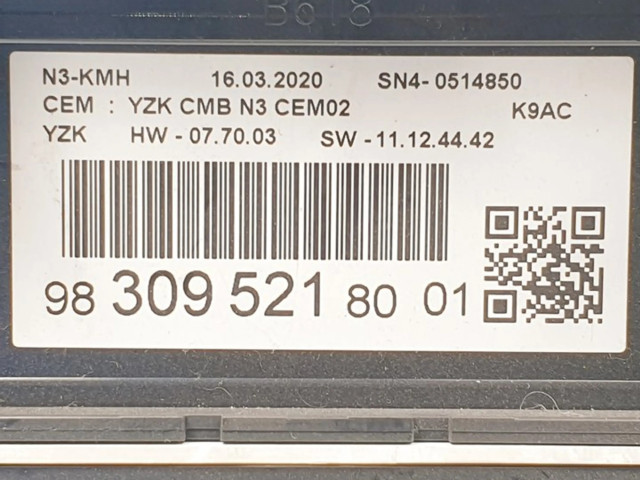 B618
N3-KMH 16.03.2020 SN4-0514850
CEM : YZK CMB N3 CEM02 K9AC
YZK HW - 07.70.03 SW - 11.12.44.42
98 309 521 80 01